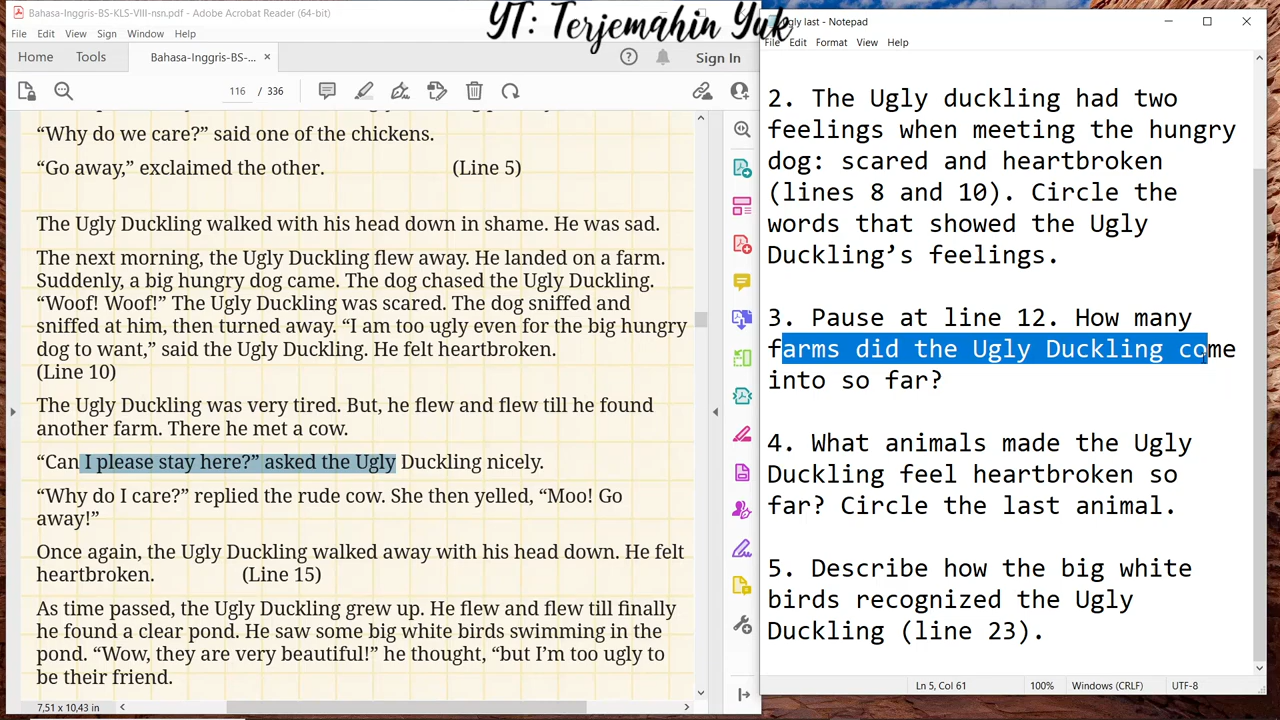 Bahasa-Inggris-BS-KLS-VIII-nsn.pdf - Adobe Acrobat Reader (64-bit)
File Edit View Sign Window Help
Home Tools Bahasa-Inggris-BS-... × Sign In
116 / 336
“Why do we care?” said one of the chickens.
“Go away,” exclaimed the other. (Line 5)
The Ugly Duckling walked with his head down in shame. He was sad.
The next morning, the Ugly Duckling flew away. He landed on a farm.
Suddenly, a big hungry dog came. The dog chased the Ugly Duckling.
“Woof! Woof!” The Ugly Duckling was scared. The dog sniffed and
sniffed at him, then turned away. “I am too ugly even for the big hungry
dog to want,” said the Ugly Duckling. He felt heartbroken.
(Line 10)
The Ugly Duckling was very tired. But, he flew and flew till he found
another farm. There he met a cow.
“Can I please stay here?” asked the Ugly Duckling nicely.
“Why do I care?” replied the rude cow. She then yelled, “Moo! Go
away!”
Once again, the Ugly Duckling walked away with his head down. He felt
heartbroken. (Line 15)
As time passed, the Ugly Duckling grew up. He flew and flew till finally
he found a clear pond. He saw some big white birds swimming in the
pond. “Wow, they are very beautiful!” he thought, “but I’m too ugly to
be their friend.
7,51 x 10,43 in
YT: Terjemahin Yuk
ugly last - Notepad
File Edit Format View Help
2. The Ugly duckling had two
feelings when meeting the hungry
dog: scared and heartbroken
(lines 8 and 10). Circle the
words that showed the Ugly
Duckling’s feelings.
3. Pause at line 12. How many
farms did the Ugly Duckling come
into so far?
4. What animals made the Ugly
Duckling feel heartbroken so
far? Circle the last animal.
5. Describe how the big white
birds recognized the Ugly
Duckling (line 23).
Ln 5, Col 61 100% Windows (CRLF) UTF-8